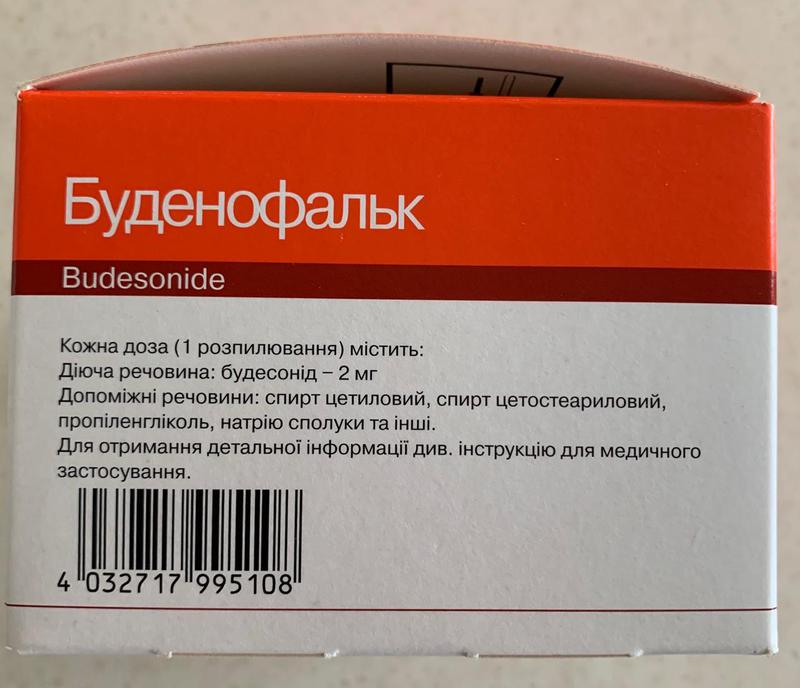 Буденофальк
Budesonide
Кожна доза (1 розпилювання) містить:
Діюча речовина: будесонід – 2 мг
Допоміжні речовини: спирт цетиловий, спирт цетостеариловий,
пропіленгліколь, натрію сполуки та інші.
Для отримання детальної інформації див. інструкцію для медичного
застосування.
4 032717 995108